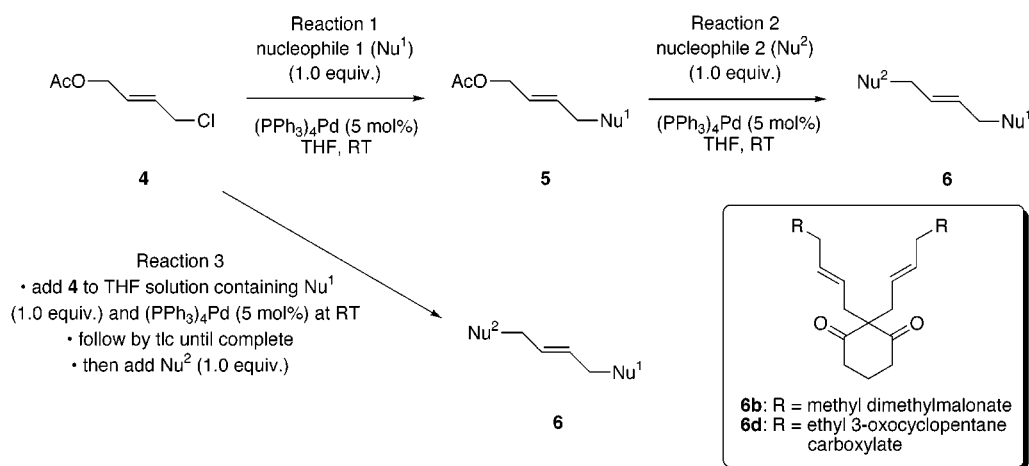 Reaction 1
nucleophile 1 (Nu¹)
(1.0 equiv.)
(PPh₃)₄Pd (5 mol%)
THF, RT
Reaction 2
nucleophile 2 (Nu²)
(1.0 equiv.)
(PPh₃)₄Pd (5 mol%)
THF, RT
AcO
Cl
4
AcO
Nu¹
5
Nu²
Nu¹
6
Reaction 3
• add 4 to THF solution containing Nu¹
(1.0 equiv.) and (PPh₃)₄Pd (5 mol%) at RT
• follow by tlc until complete
• then add Nu² (1.0 equiv.)
Nu²
Nu¹
6
R
R
O
O
6b: R = methyl dimethylmalonate
6d: R = ethyl 3-oxocyclopentane
carboxylate